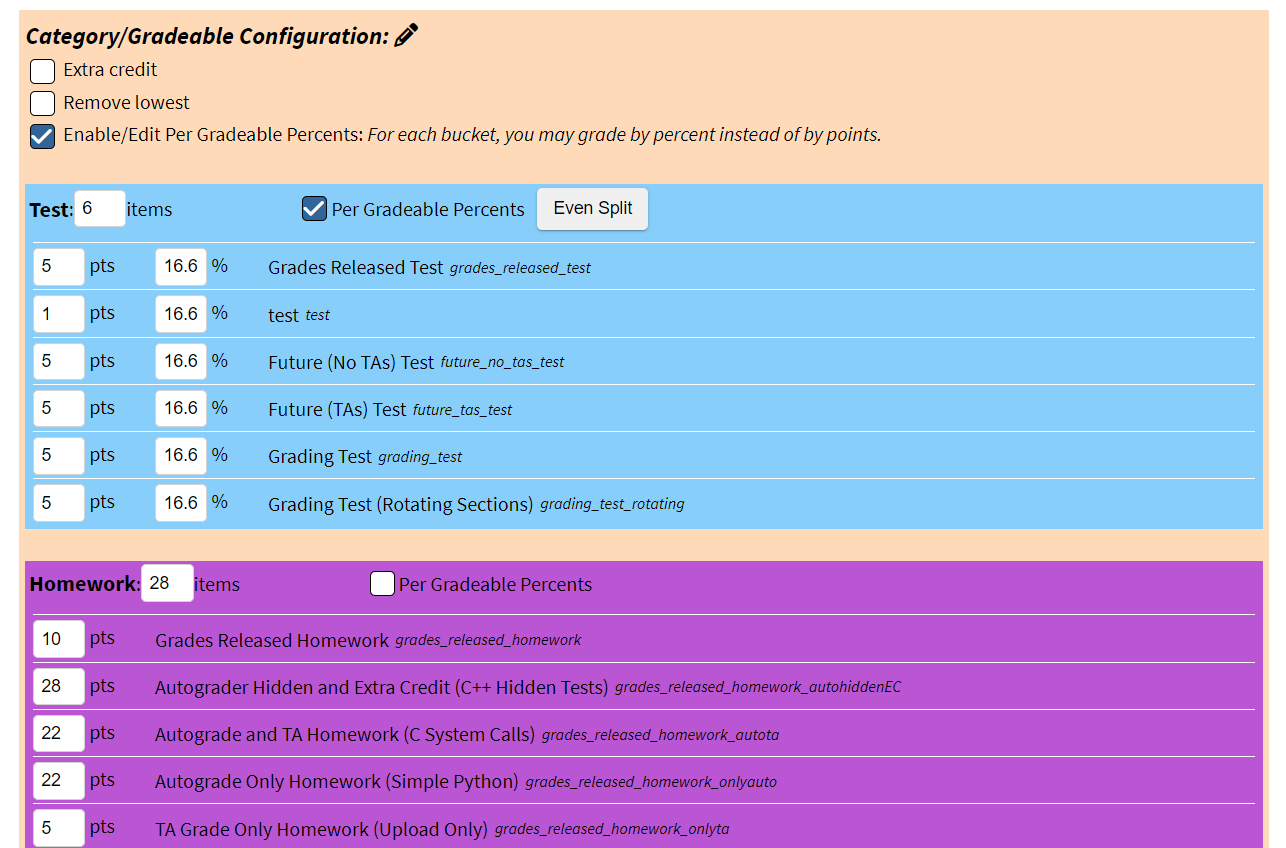 Category/Gradeable Configuration:
Extra credit
Remove lowest
Enable/Edit Per Gradeable Percents: For each bucket, you may grade by percent instead of by points.
Test: 6 items Per Gradeable Percents Even Split
5 pts 16.6 % Grades Released Test grades_released_test
1 pts 16.6 % test test
5 pts 16.6 % Future (No TAs) Test future_no_tas_test
5 pts 16.6 % Future (TAs) Test future_tas_test
5 pts 16.6 % Grading Test grading_test
5 pts 16.6 % Grading Test (Rotating Sections) grading_test_rotating
Homework: 28 items Per Gradeable Percents
10 pts Grades Released Homework grades_released_homework
28 pts Autograder Hidden and Extra Credit (C++ Hidden Tests) grades_released_homework_autohiddenEC
22 pts Autograde and TA Homework (C System Calls) grades_released_homework_autota
22 pts Autograde Only Homework (Simple Python) grades_released_homework_onlyauto
5 pts TA Grade Only Homework (Upload Only) grades_released_homework_onlyta